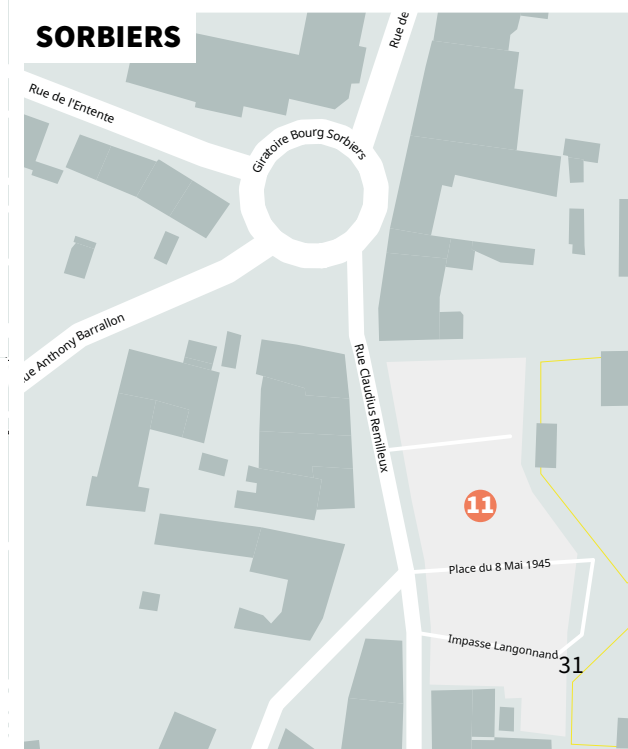 SORBIERS
Rue de
Rue de l'Entente
Giratoire Bourg Sorbiers
ue Anthony Barrallon
Rue Claudius Remilleux
11
Place du 8 Mai 1945
Impasse Langonnand
31